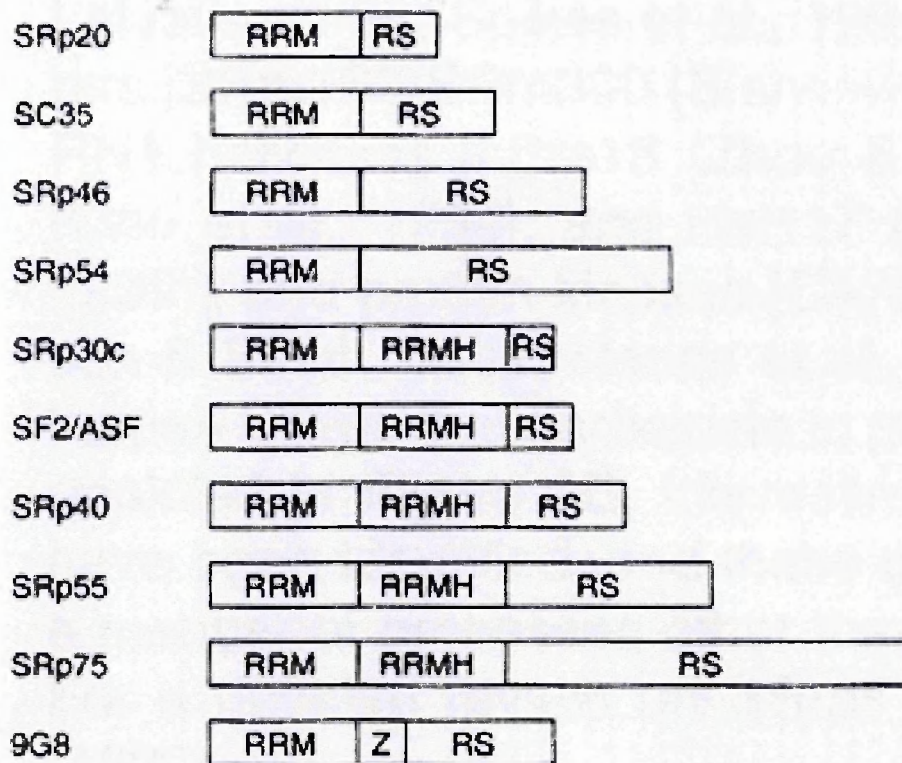 SRp20 RRM RS
SC35 RRM RS
SRp46 RRM RS
SRp54 RRM RS
SRp30c RRM RRMH RS
SF2/ASF RRM RRMH RS
SRp40 RRM RRMH RS
SRp55 RRM RRMH RS
SRp75 RRM RRMH RS
9G8 RRM Z RS